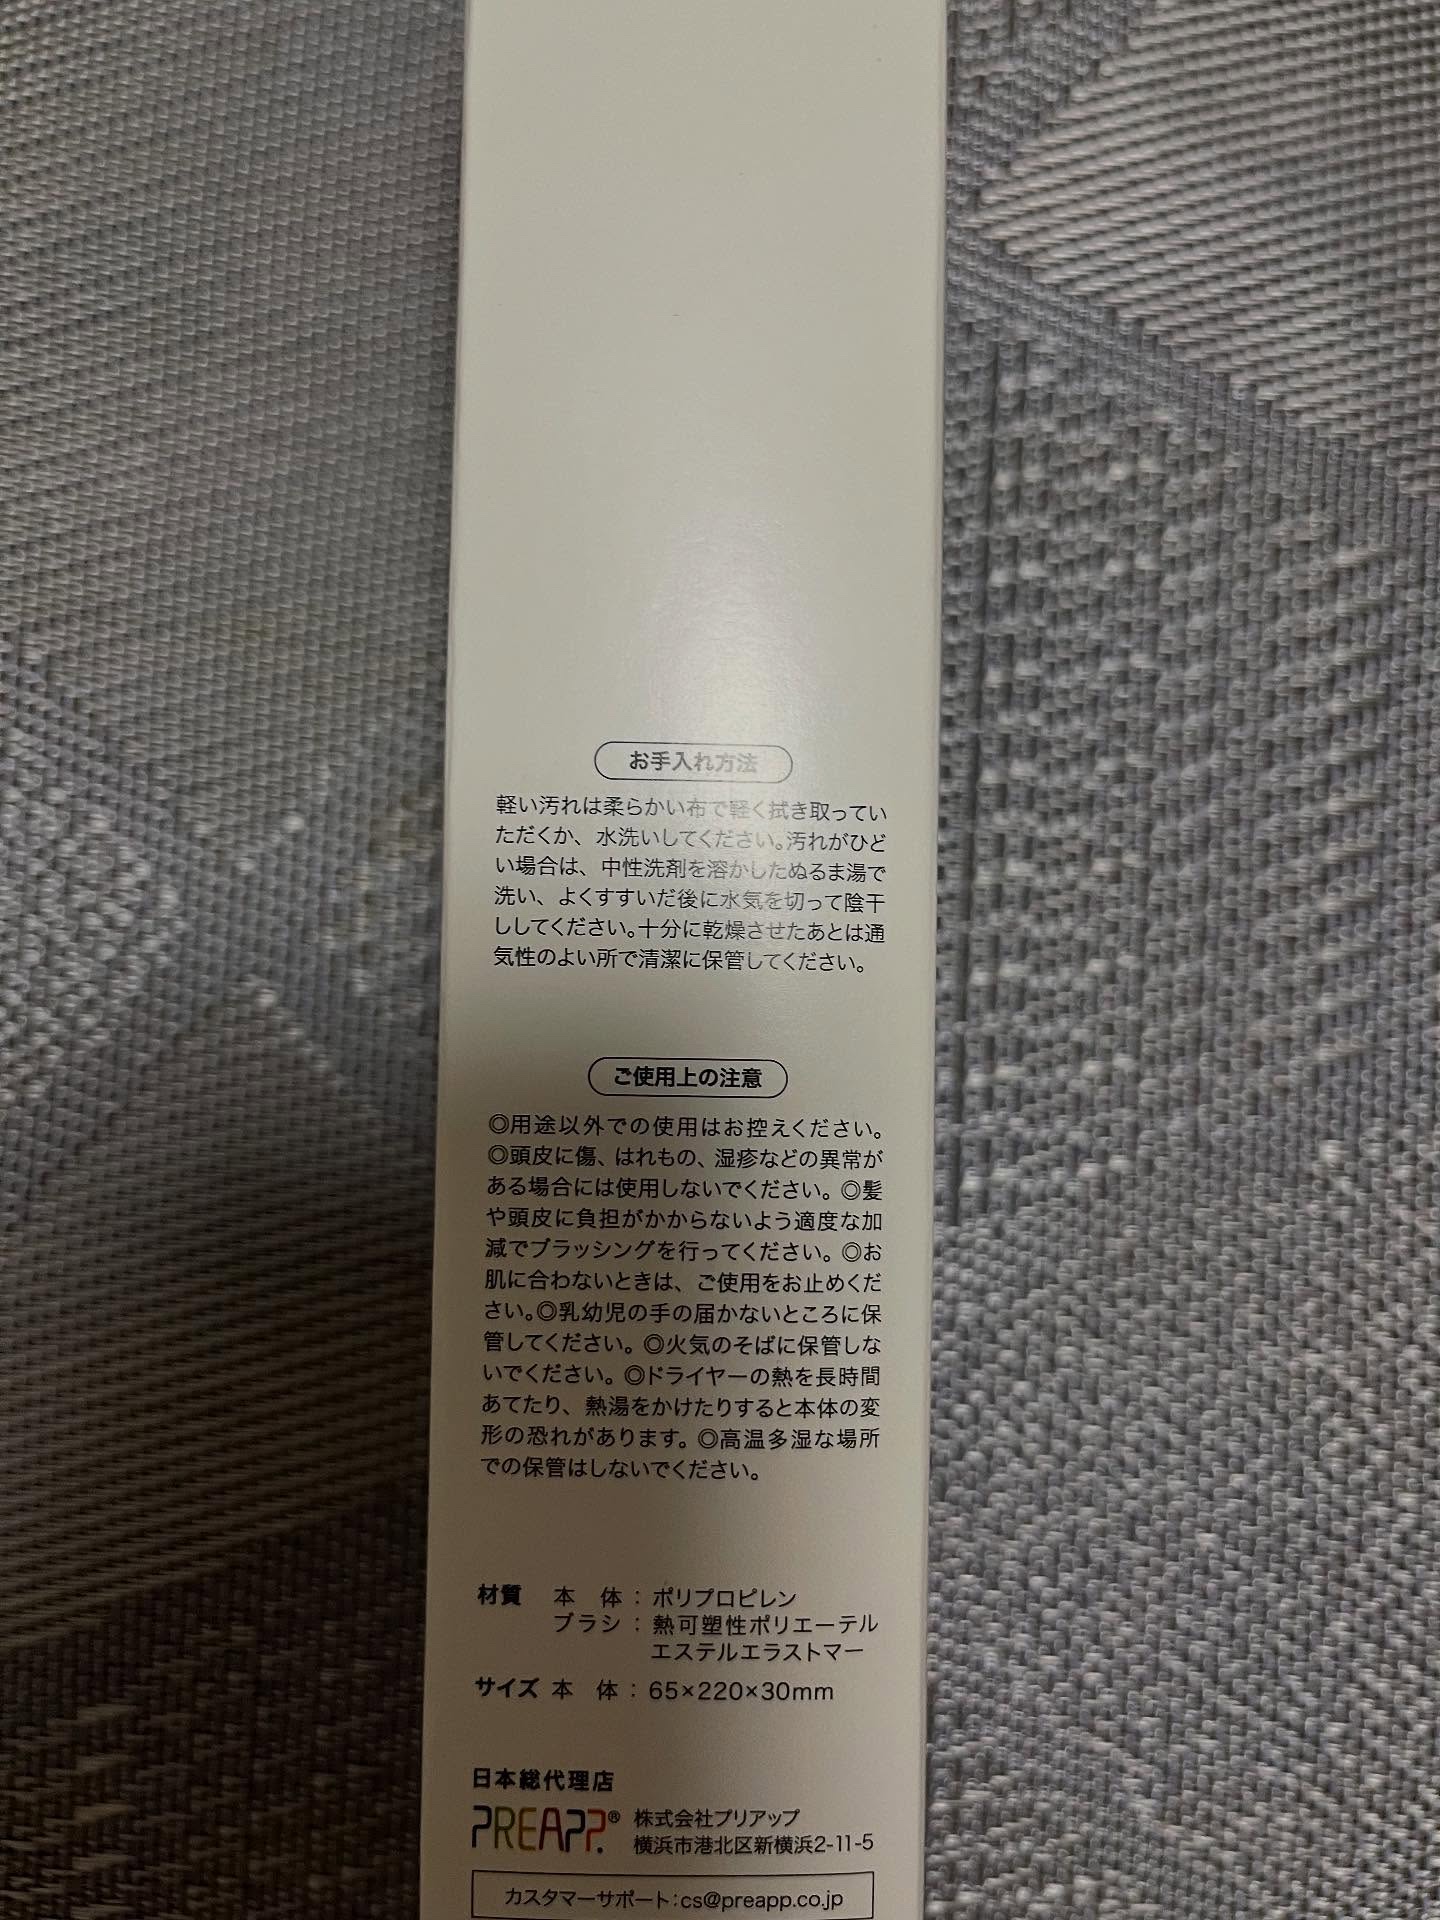 お手入れ方法
軽い汚れは柔らかい布で軽く拭き取ってい
ただくか、水洗いしてください。汚れがひど
い場合は、中性洗剤を溶かしたぬるま湯で
洗い、よくすすいだ後に水気を切って陰干
ししてください。十分に乾燥させたあとは通
気性のよい所で清潔に保管してください。
ご使用上の注意
◎用途以外での使用はお控えください。
◎頭皮に傷、はれもの、湿疹などの異常が
ある場合には使用しないでください。◎髪
や頭皮に負担がかからないよう適度な加
減でブラッシングを行ってください。◎お
肌に合わないときは、ご使用をお止めくだ
さい。◎乳幼児の手の届かないところに保
管してください。◎火気のそばに保管しな
いでください。◎ドライヤーの熱を長時間
あてたり、熱湯をかけたりすると本体の変
形の恐れがあります。◎高温多湿な場所
での保管はしないでください。
材質 本 体：ポリプロピレン
ブラシ：熱可塑性ポリエーテル
エステルエラストマー
サイズ 本 体：65×220×30mm
日本総代理店
PREAPP.® 株式会社プリアップ
横浜市港北区新横浜2-11-5
カスタマーサポート：cs@preapp.co.jp